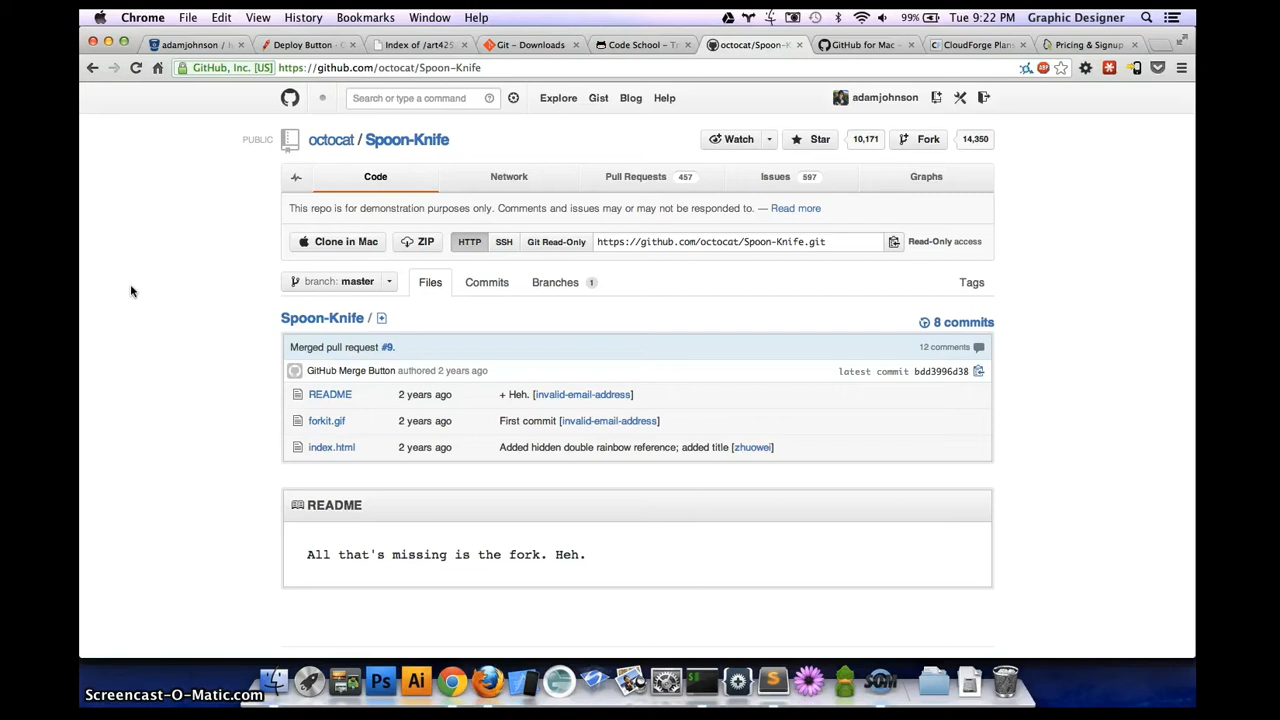 Chrome File Edit View History Bookmarks Window Help 99% Tue 9:22 PM Graphic Designer
adamjohnson / Deploy Button · G Index of /art425 Git – Downloads Code School – T octocat/Spoon-K GitHub for Mac CloudForge Plan Pricing & Signup
GitHub, Inc. [US] https://github.com/octocat/Spoon-Knife
Search or type a command Explore Gist Blog Help adamjohnson
PUBLIC octocat / Spoon-Knife Watch Star 10,171 Fork 14,350
Code Network Pull Requests 457 Issues 597 Graphs
This repo is for demonstration purposes only. Comments and issues may or may not be responded to. — Read more
Clone in Mac ZIP HTTP SSH Git Read-Only https://github.com/octocat/Spoon-Knife.git Read-Only access
branch: master Files Commits Branches 1 Tags
Spoon-Knife / 8 commits
Merged pull request #9. 12 comments
GitHub Merge Button authored 2 years ago latest commit bdd3996d38
README 2 years ago + Heh. [invalid-email-address]
forkit.gif 2 years ago First commit [invalid-email-address]
index.html 2 years ago Added hidden double rainbow reference; added title [zhuowei]
README
All that's missing is the fork. Heh.
Ps Ai $ S SCM
Screencast-O-Matic.com